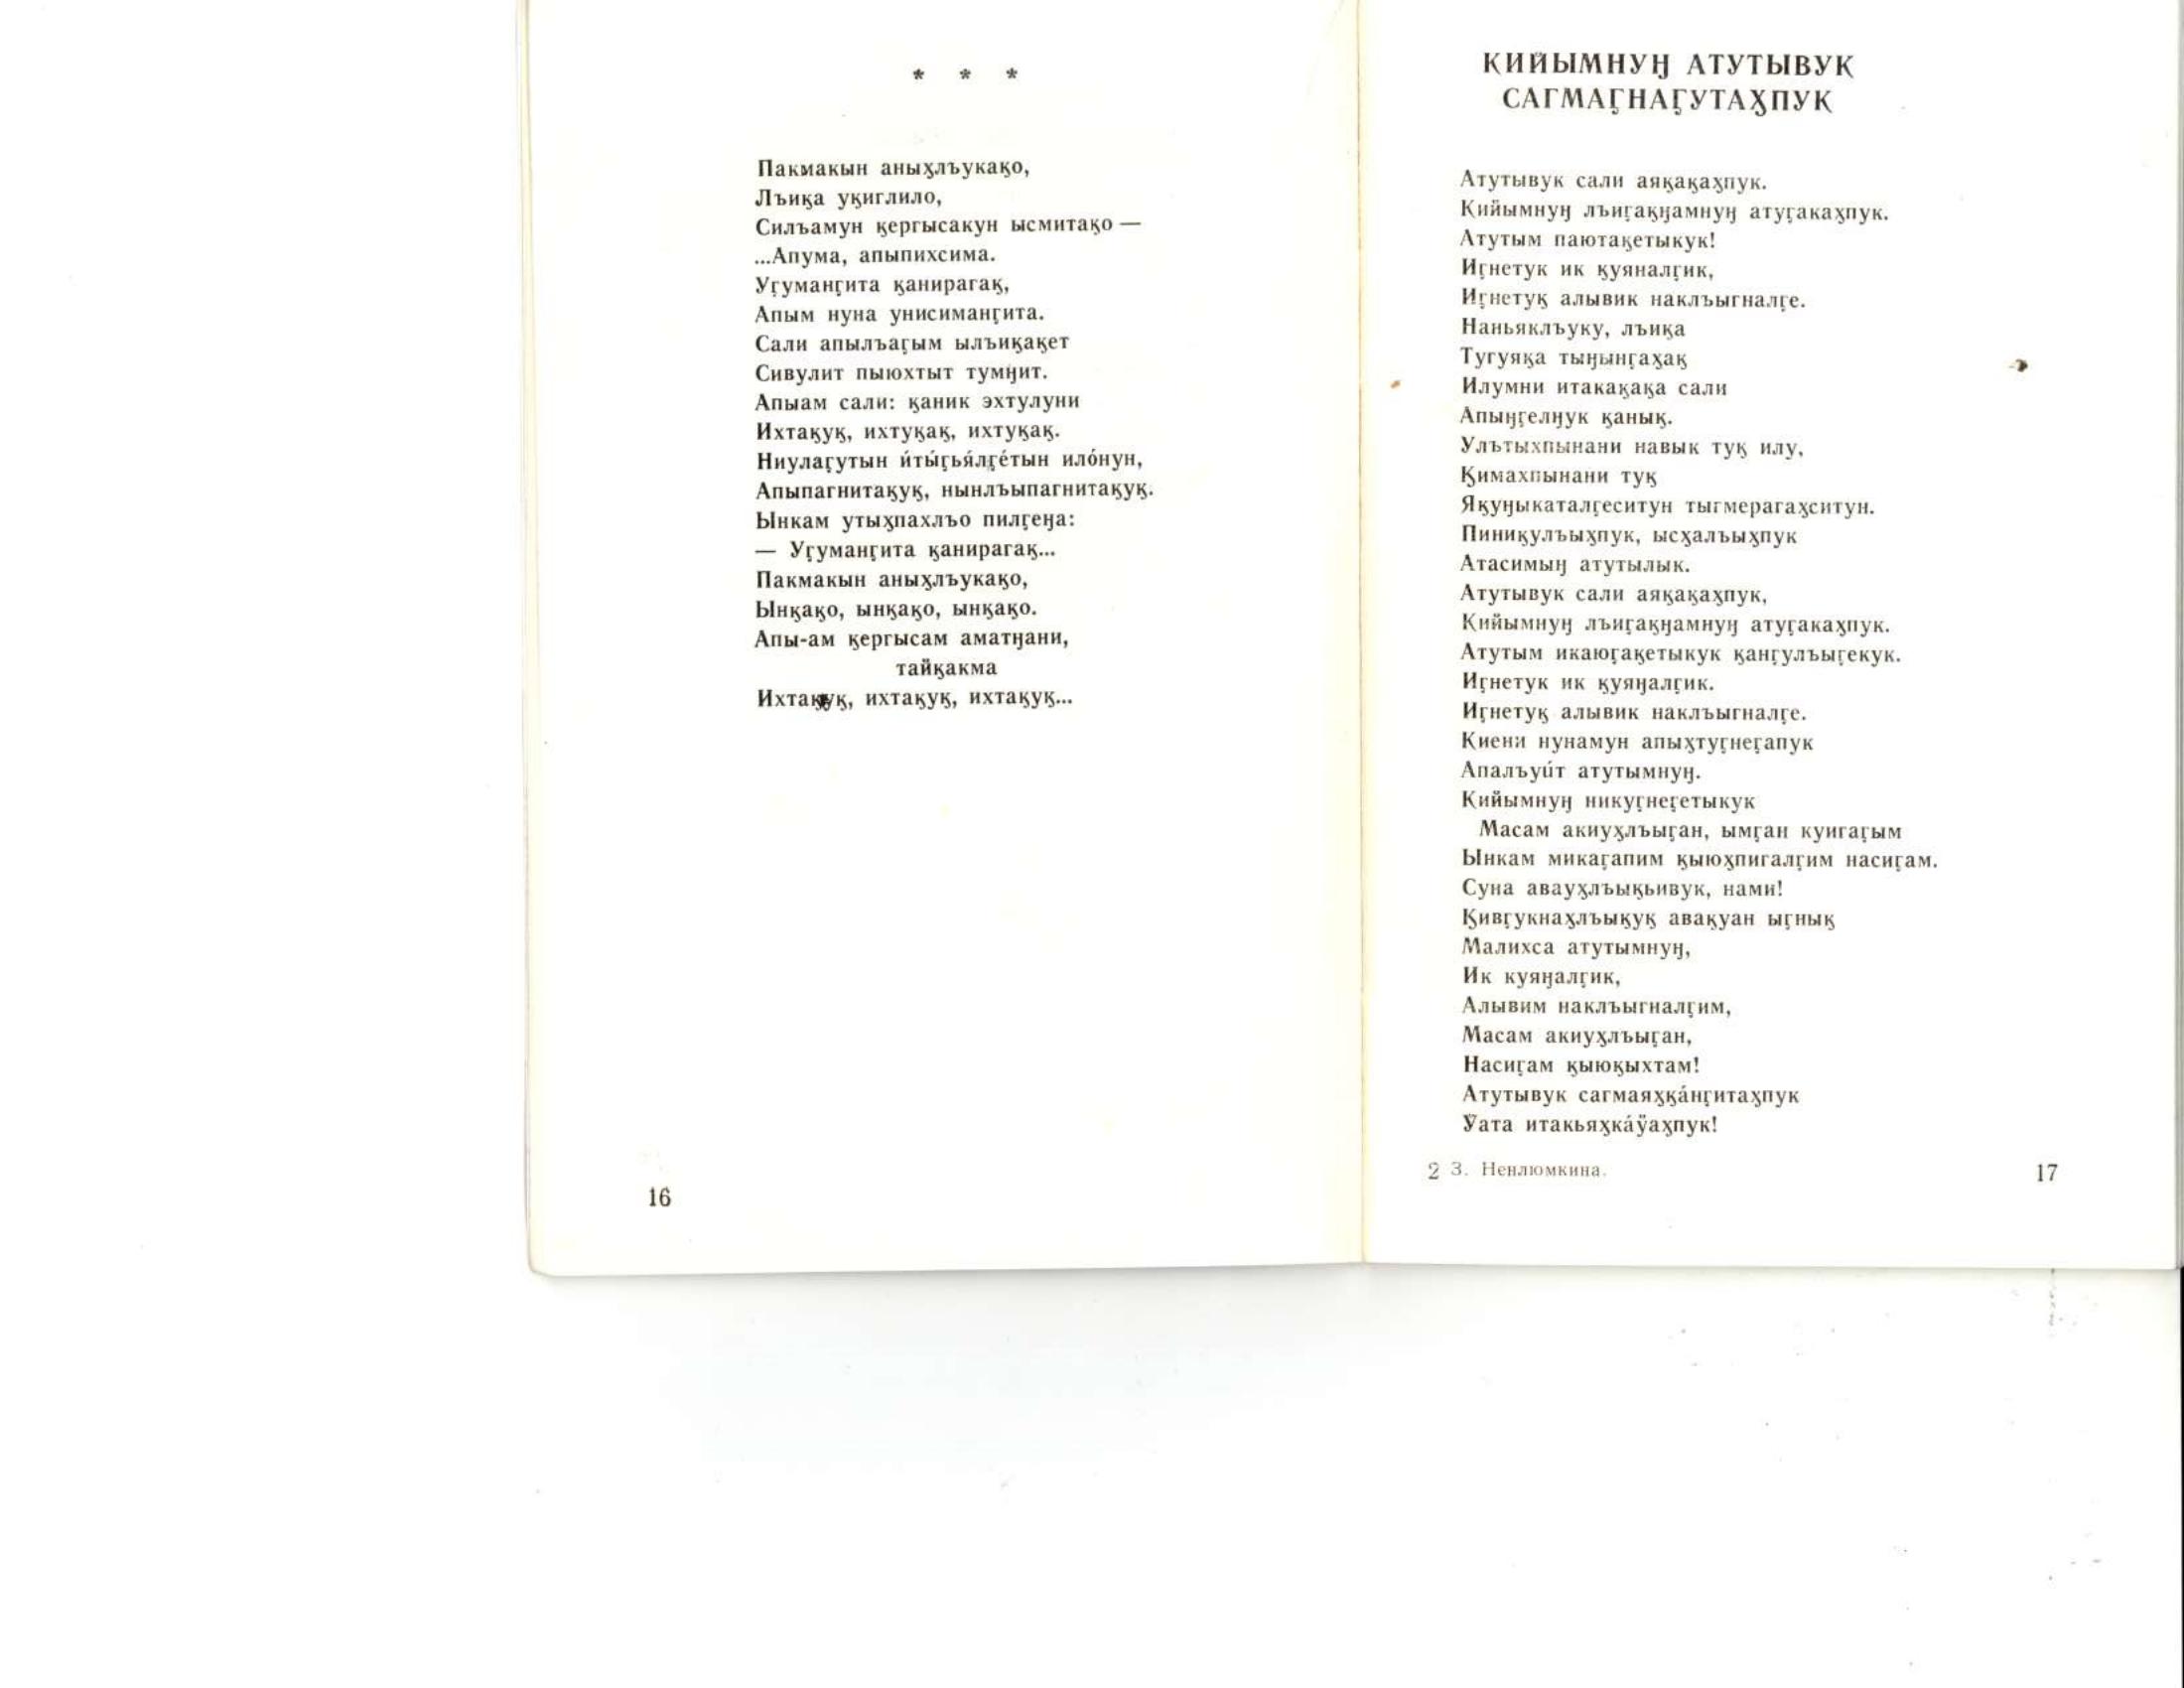 * * *
Пакмакын аныӽлъукаӄо,
Лъиӄа уӄиглило,
Силъамун ӄергысакун ысмитаӄо —
...Апума, апыпихсима.
Уӷуманӷита ӄанирагаӄ,
Апым нуна унисиманӷита.
Сали апылъаӷым ылъиӄаӄет
Сивулит пыюхтыт тумӈит.
Апыам сали: ӄаник эхтулуни
Ихтаӄуӄ, ихтуӄаӄ, ихтуӄаӄ.
Ниулаӷутын и́ты́ӷья́лӷе́тын ило́нун,
Апыпагнитаӄуӄ, нынлъыпагнитаӄуӄ.
Ынкам утыӽпахлъо пилӷеӈа:
— Уӷуманӷита ӄанирагаӄ...
Пакмакын аныӽлъукаӄо,
Ынӄаӄо, ынӄаӄо, ынӄаӄо.
Апы-ам ӄергысам аматӈани,
тайӄакма
Ихтаӄуӄ, ихтаӄуӄ, ихтаӄуӄ...
16
ӄИЙЫМНУӇ АТУТЫВУӄ
САГМАӶНАӶУТАӼПУӄ
Атутывук сали аяӄаӄаӽпук.
Ӄийымнуӈ лъиӷаӄӈамнуӈ атуӷакаӽпук.
Атутым паютаӄетыкук!
Иӷнетук ик ӄуяналӷик,
Иӷнетуӄ алывик наклъыгналӷе.
Наньяклъуку, лъиӄа
Тугуяӄа тыӈынӷаӽаӄ
Илумни итакаӄаӄа сали
Апыӈӷелӈук ӄаныӄ.
Улътыхпынани навык туӄ илу,
Ӄимахпынани туӄ
Яӄуӈыкаталӷеситун тыгмерагаӽситун.
Пиниӄулъыӽпук, ысӽалъыӽпук
Атасимыӈ атутылык.
Атутывук сали аяӄаӄаӽпук,
Ӄийымнуӈ лъиӷаӄӈамнуӈ атуӷакаӽпук.
Атутым икаюӷаӄетыкук ӄанӷулъыӷекук.
Иӷнетук ик ӄуяӈалӷик.
Иӷнетуӄ алывик наклъыгналӷе.
Ӄиени нунамун апыӽтуӷнеӷапук
Апалъуи́т атутымнуӈ.
Ӄийымнуӈ никуӷнеӷетыкук
Масам акиуӽлъыӷан, ымӷан куигаӷым
Ынкам микаӷапим ӄыюӽпигалӷим насиӷам.
Суна авауӽлъыӄьивук, нами!
Ӄивӷукнаӽлъыӄуӄ аваӄуан ыӷныӄ
Малихса атутымнуӈ,
Ик куяӈалӷик,
Алывим наклъыгналӷим,
Масам акиуӽлъыӷан,
Насиӷам ӄыюӄыхтам!
Атутывук сагмаяӽӄа́нӷитаӽпук
Ўата итакьяӽка́ўаӽпук!
2 З. Ненлюмкина.
17